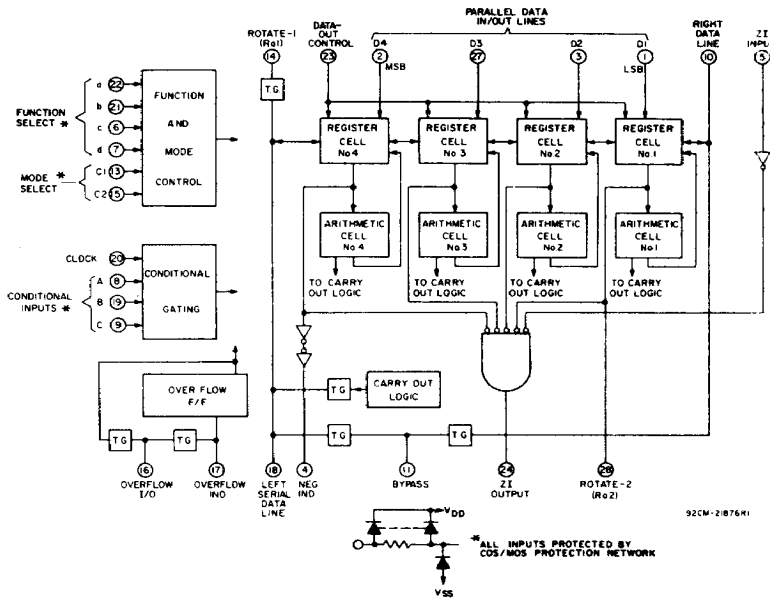 PARALLEL DATA
IN/OUT LINES
ROTATE-1
(Ro1)
14
DATA-
OUT
CONTROL
23
D4
2
MSB
D3
27
D2
3
D1
1
LSB
RIGHT
DATA
LINE
10
ZI
INPUT
5
T.G
FUNCTION
SELECT *
a 22
b 21
c 6
d 7
MODE *
SELECT
C1 13
C2 15
FUNCTION
AND
MODE
CONTROL
REGISTER
CELL
No.4
REGISTER
CELL
No.3
REGISTER
CELL
No.2
REGISTER
CELL
No.1
ARITHMETIC
CELL
No.4
ARITHMETIC
CELL
No.3
ARITHMETIC
CELL
No.2
ARITHMETIC
CELL
No.1
TO CARRY
OUT LOGIC
TO CARRY
OUT LOGIC
TO CARRY
OUT LOGIC
TO CARRY
OUT LOGIC
CLOCK 20
CONDITIONAL
INPUTS *
A 8
B 19
C 9
CONDITIONAL
GATING
OVER FLOW
F/F
T G
T G
T G
CARRY OUT
LOGIC
T G
T G
16
OVERFLOW
I/O
17
OVERFLOW
IND
18
LEFT
SERIAL
DATA
LINE
4
NEG
IND
11
BYPASS
24
ZI
OUTPUT
28
ROTATE-2
(Ro2)
92CM-21876R1
VDD
VSS
*ALL INPUTS PROTECTED BY
COS/MOS PROTECTION NETWORK